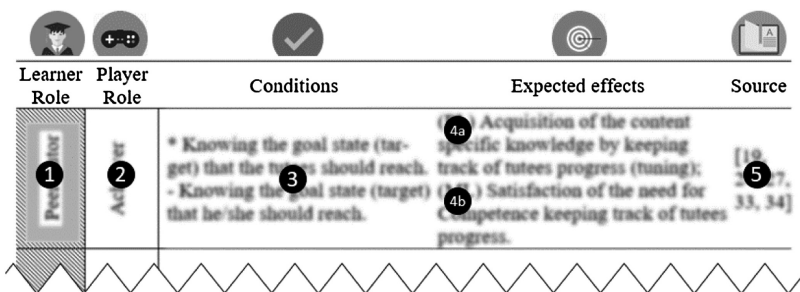 Learner Role
Player Role
Conditions
Expected effects
Source
1
2
3
4a
4b
5
* Knowing the goal state (tar-
get) that the tutees should reach.
- Knowing the goal state (target)
that he/she should reach.
) Acquisition of the content
specific knowledge by keeping
track of tutees progress (tuning);
) Satisfaction of the need for
Competence keeping track of tutees
progress.
[19,
27,
33, 34]